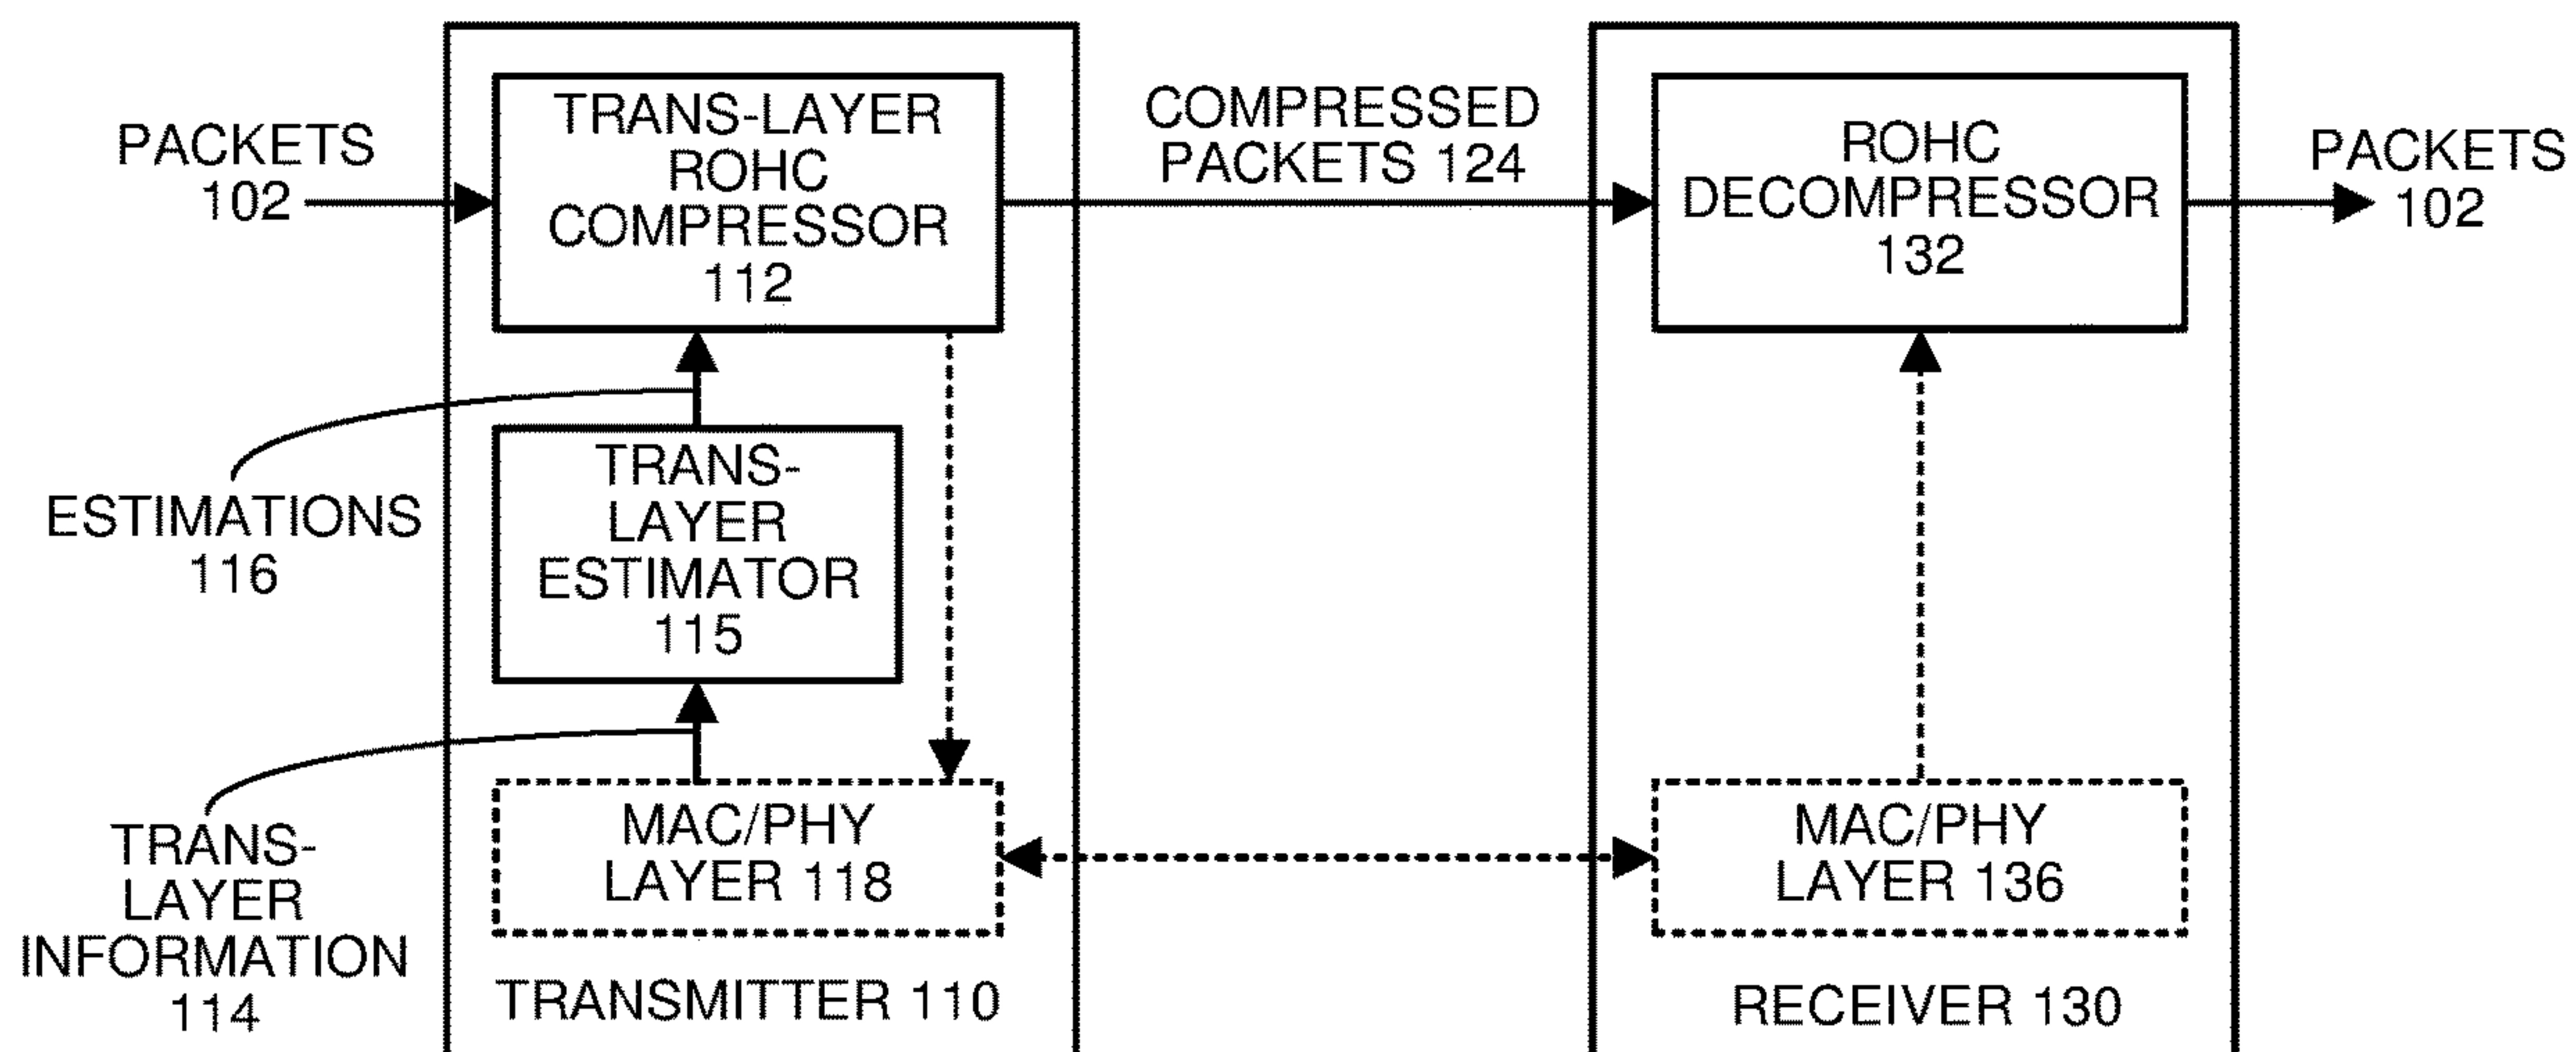 PACKETS
102
TRANS-LAYER
ROHC
COMPRESSOR
112
COMPRESSED
PACKETS 124
ROHC
DECOMPRESSOR
132
PACKETS
102
ESTIMATIONS
116
TRANS-
LAYER
ESTIMATOR
115
TRANS-
LAYER
INFORMATION
114
MAC/PHY
LAYER 118
MAC/PHY
LAYER 136
TRANSMITTER 110
RECEIVER 130